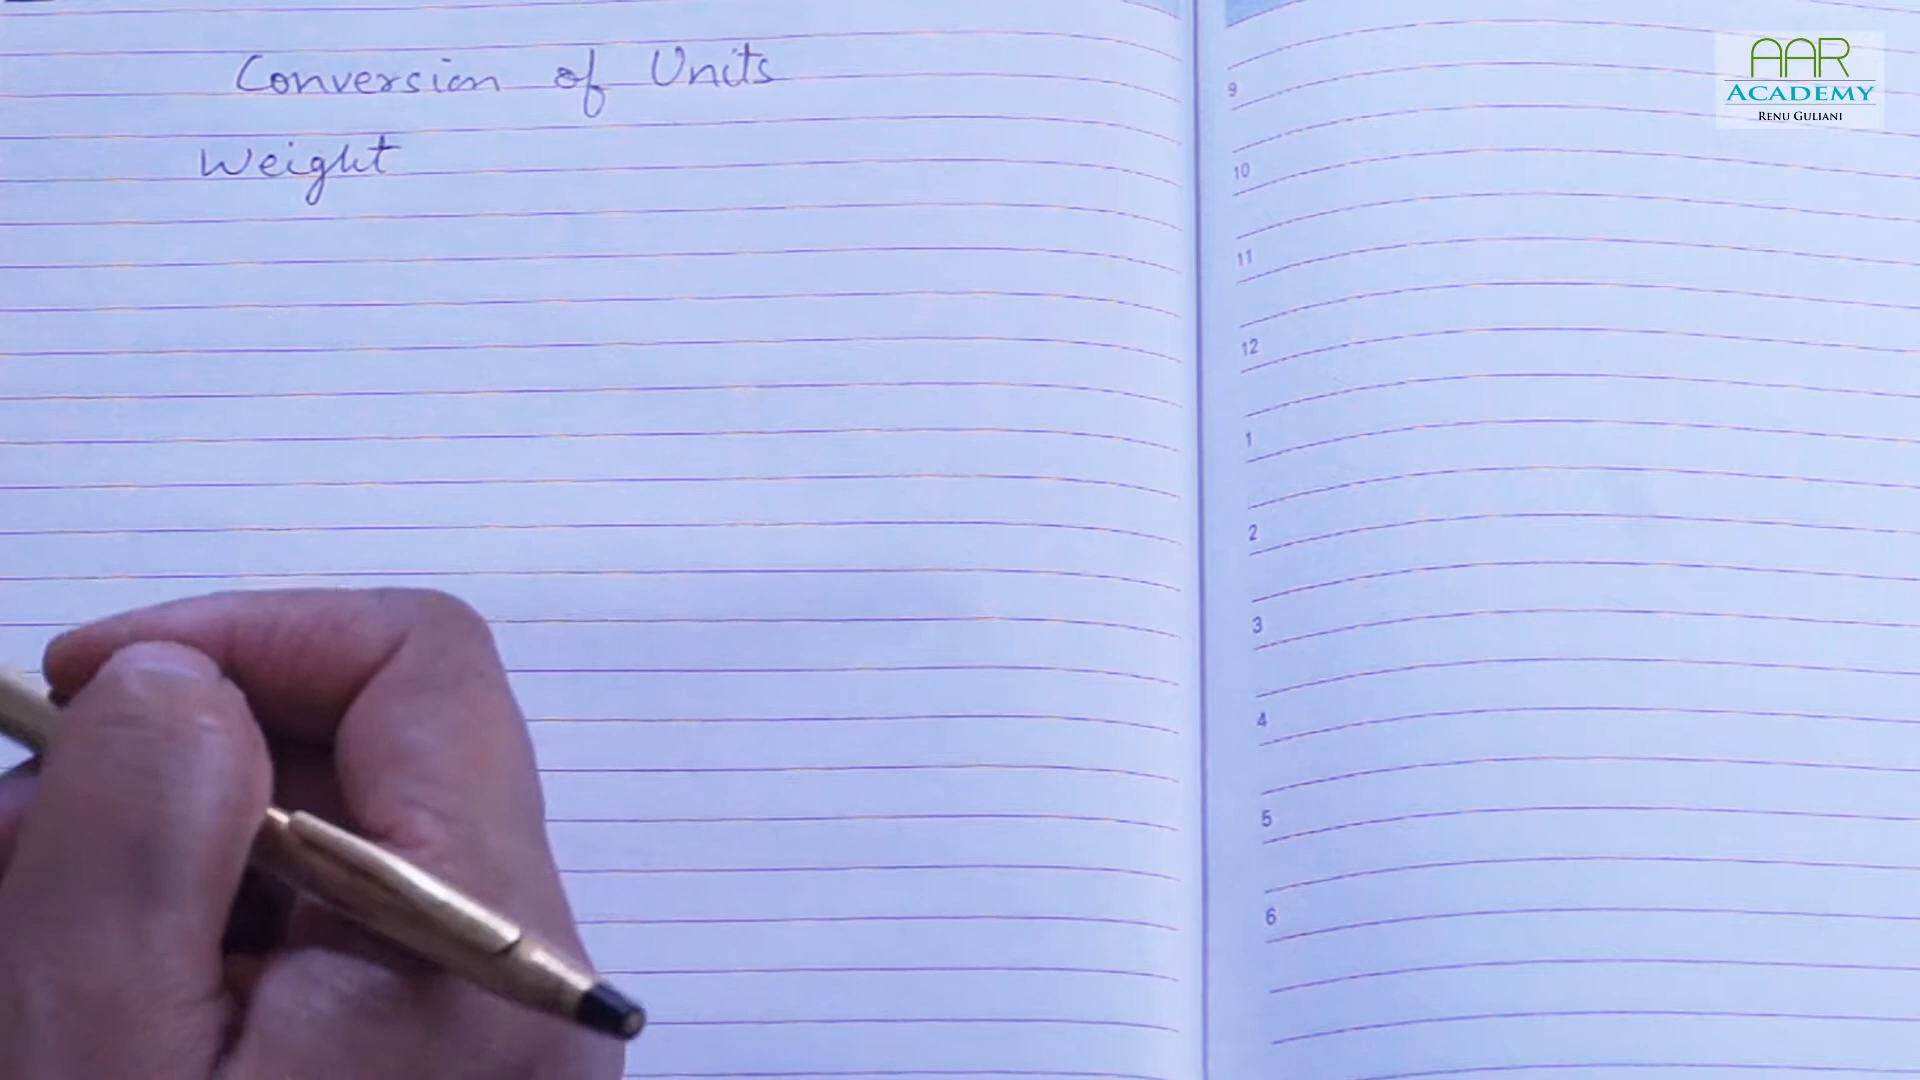 Conversion of Units
Weight
9
10
11
12
1
2
3
4
5
6
AAR
ACADEMY
RENU GULIANI